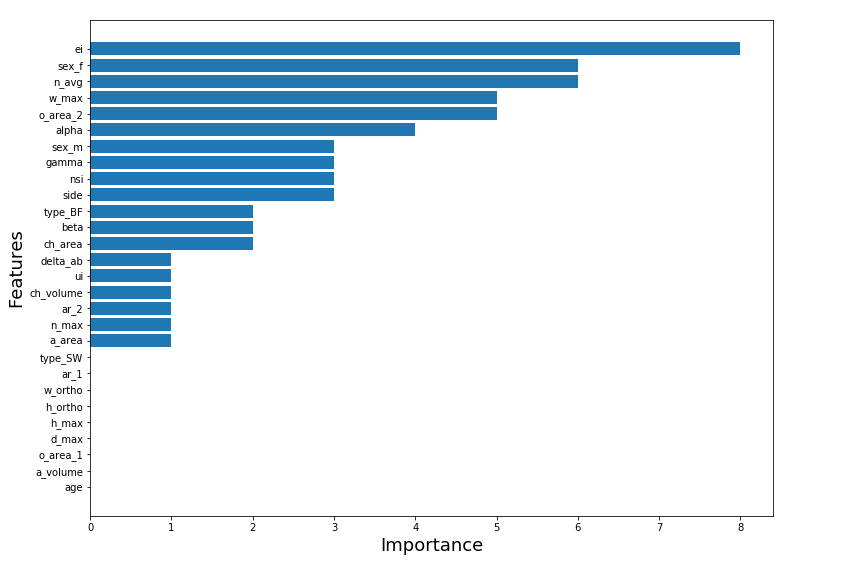 ei
sex_f
n_avg
w_max
o_area_2
alpha
sex_m
gamma
nsi
side
type_BF
beta
ch_area
delta_ab
ui
ch_volume
ar_2
n_max
a_area
type_SW
ar_1
w_ortho
h_ortho
h_max
d_max
o_area_1
a_volume
age
Features
0 1 2 3 4 5 6 7 8
Importance